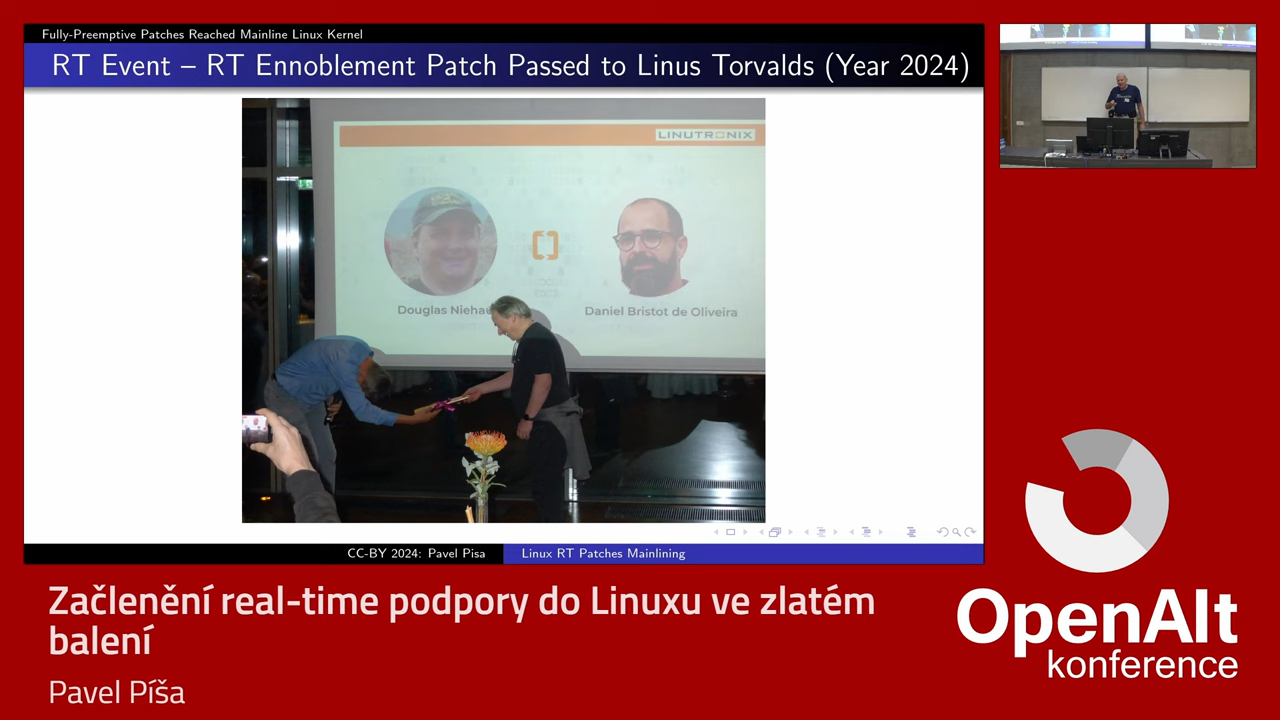 Fully-Preemptive Patches Reached Mainline Linux Kernel
RT Event – RT Ennoblement Patch Passed to Linus Torvalds (Year 2024)
LINUTRONIX
Douglas Nieha
Daniel Bristot de Oliveira
CC-BY 2024: Pavel Pisa
Linux RT Patches Mainlining
Začlenění real-time podpory do Linuxu ve zlatém
balení
Pavel Píša
OpenAlt
konference